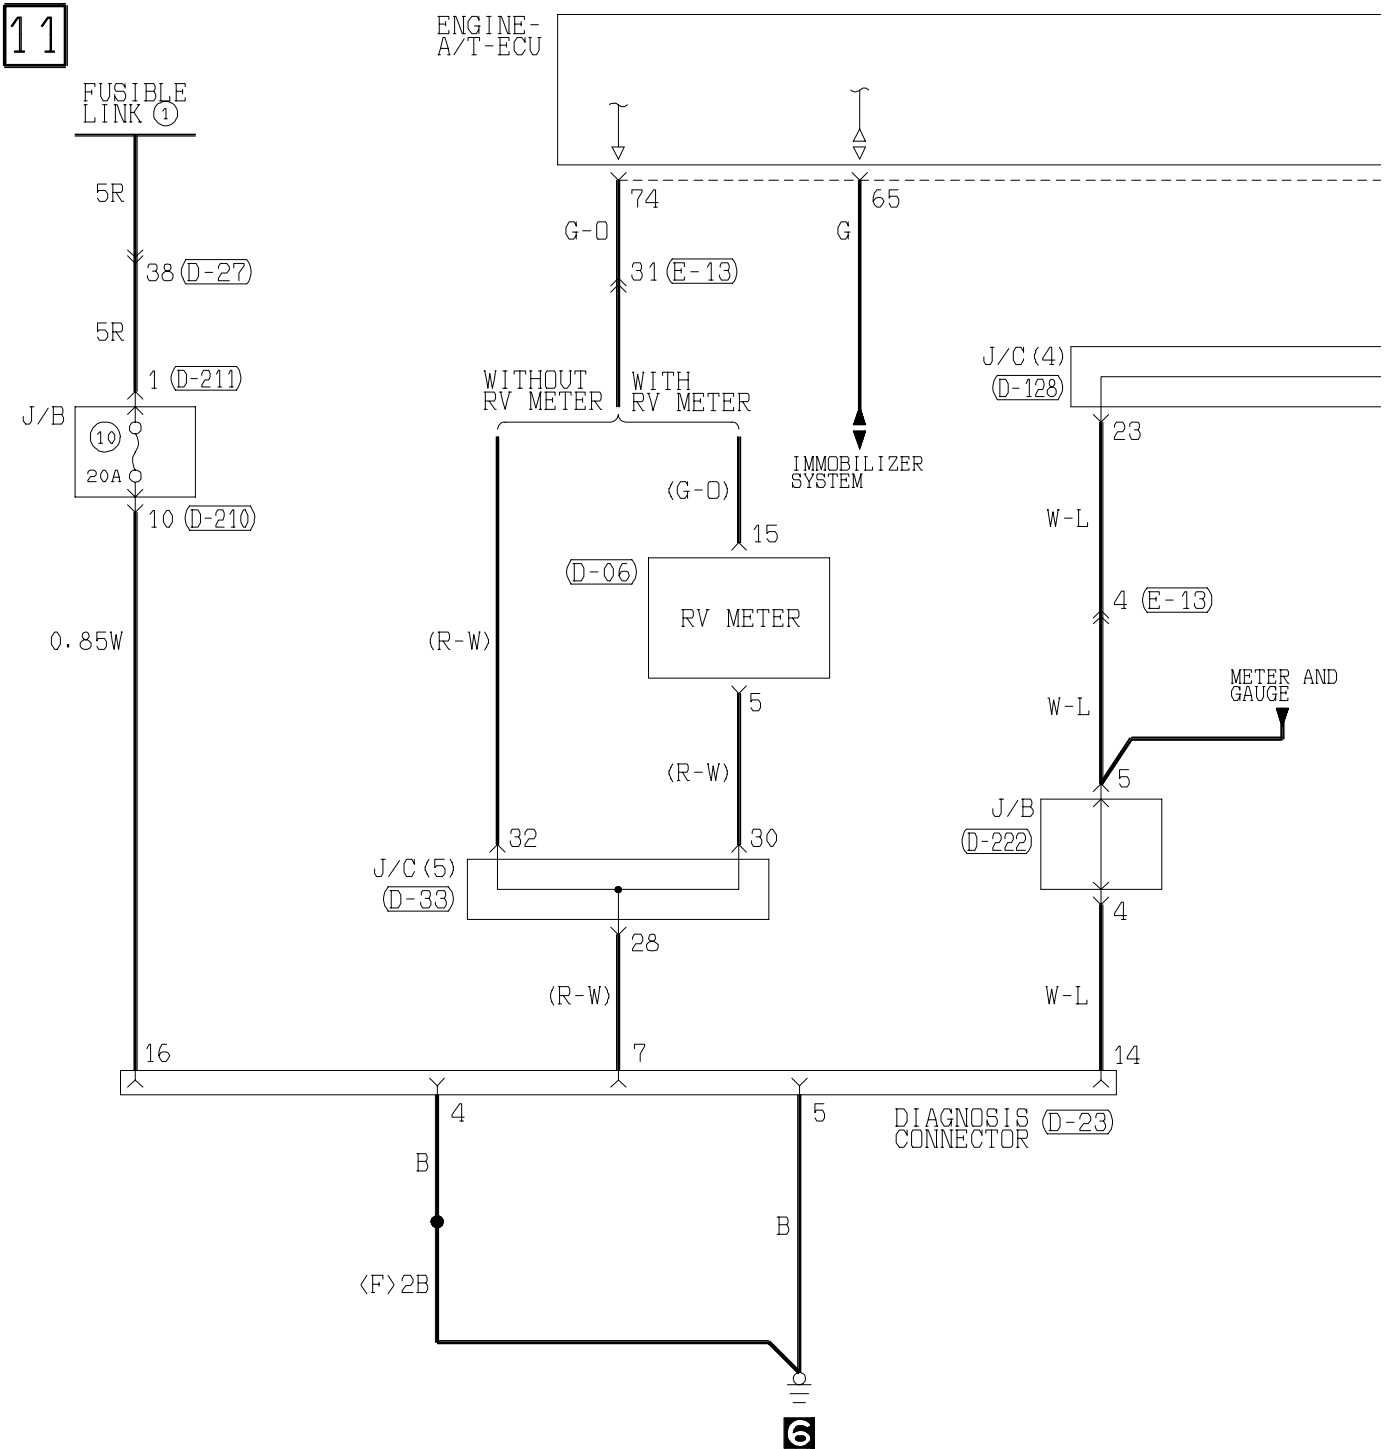 11
ENGINE-
A/T-ECU
FUSIBLE
LINK ①
5R
74
65
G-O
G
38 (D-27)
31 (E-13)
5R
J/C(4)
(D-128)
1 (D-211)
WITHOUT
RV METER
WITH
RV METER
J/B
10
20A
23
IMMOBILIZER
SYSTEM
(G-O)
10 (D-210)
W-L
15
(D-06)
4 (E-13)
RV METER
0.85W
(R-W)
METER AND
GAUGE
5
W-L
(R-W)
5
J/B
(D-222)
32
30
J/C(5)
(D-33)
4
28
(R-W)
W-L
16
7
14
4
5
DIAGNOSIS
CONNECTOR
(D-23)
B
B
<F>2B
6